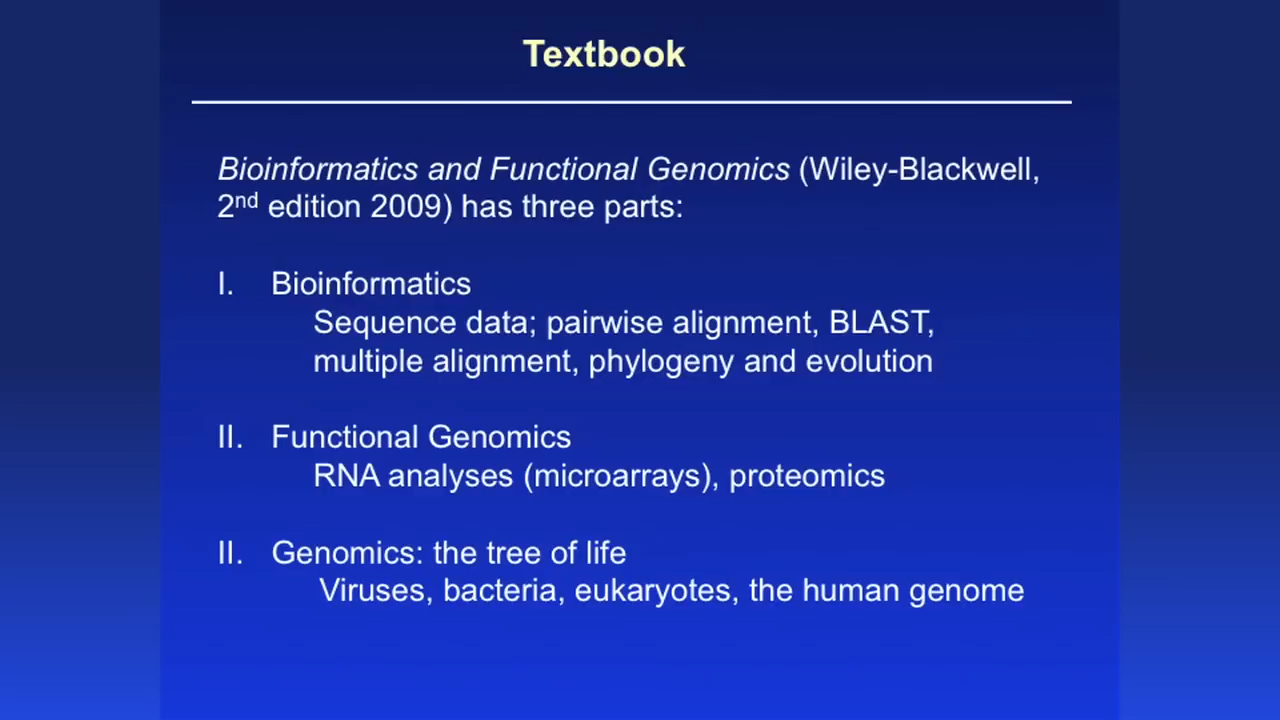 Textbook
Bioinformatics and Functional Genomics (Wiley-Blackwell,
2nd edition 2009) has three parts:
I. Bioinformatics
Sequence data; pairwise alignment, BLAST,
multiple alignment, phylogeny and evolution
II. Functional Genomics
RNA analyses (microarrays), proteomics
II. Genomics: the tree of life
Viruses, bacteria, eukaryotes, the human genome